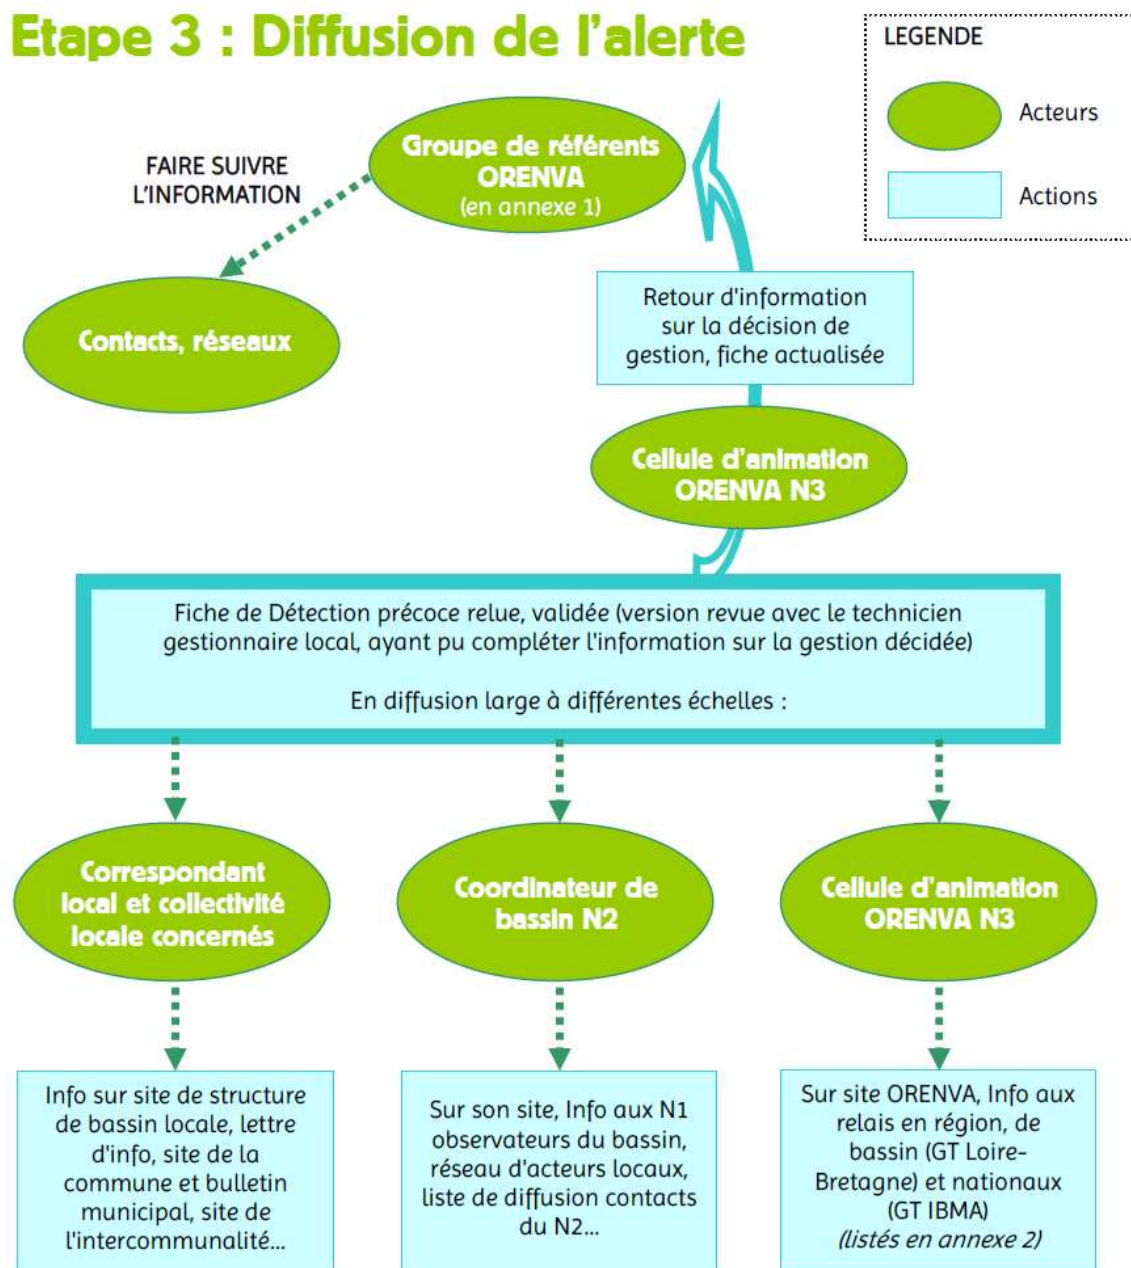 Etape 3 : Diffusion de l'alerte
LEGENDE
Acteurs
Actions
Groupe de référents
ORENVA
(en annexe 1)
FAIRE SUIVRE
L'INFORMATION
Contacts, réseaux
Retour d'information
sur la décision de
gestion, fiche actualisée
Cellule d'animation
ORENVA N3
Fiche de Détection précoce relue, validée (version revue avec le technicien
gestionnaire local, ayant pu compléter l'information sur la gestion décidée)
En diffusion large à différentes échelles :
Correspondant
local et collectivité
locale concernés
Coordinateur de
bassin N2
Cellule d'animation
ORENVA N3
Info sur site de structure
de bassin locale, lettre
d'info, site de la
commune et bulletin
municipal, site de
l'intercommunalité...
Sur son site, Info aux N1
observateurs du bassin,
réseau d'acteurs locaux,
liste de diffusion contacts
du N2...
Sur site ORENVA, Info aux
relais en région, de
bassin (GT Loire-
Bretagne) et nationaux
(GT IBMA)
(listés en annexe 2)